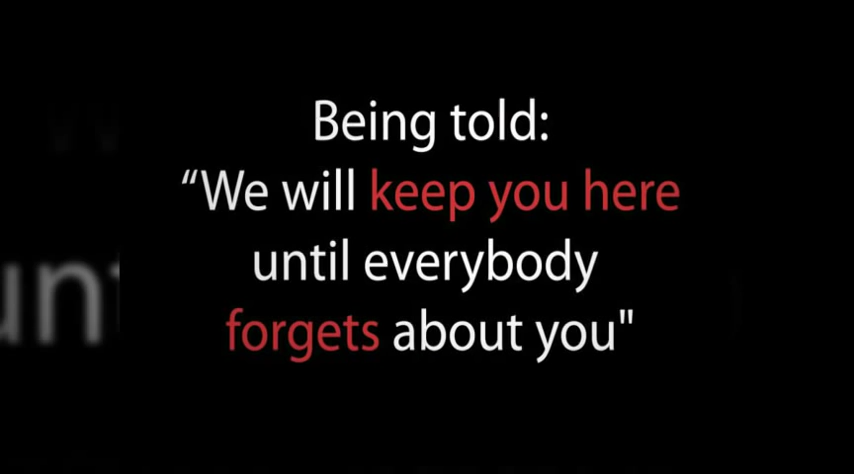 Being told:
“We will keep you here
until everybody
forgets about you"